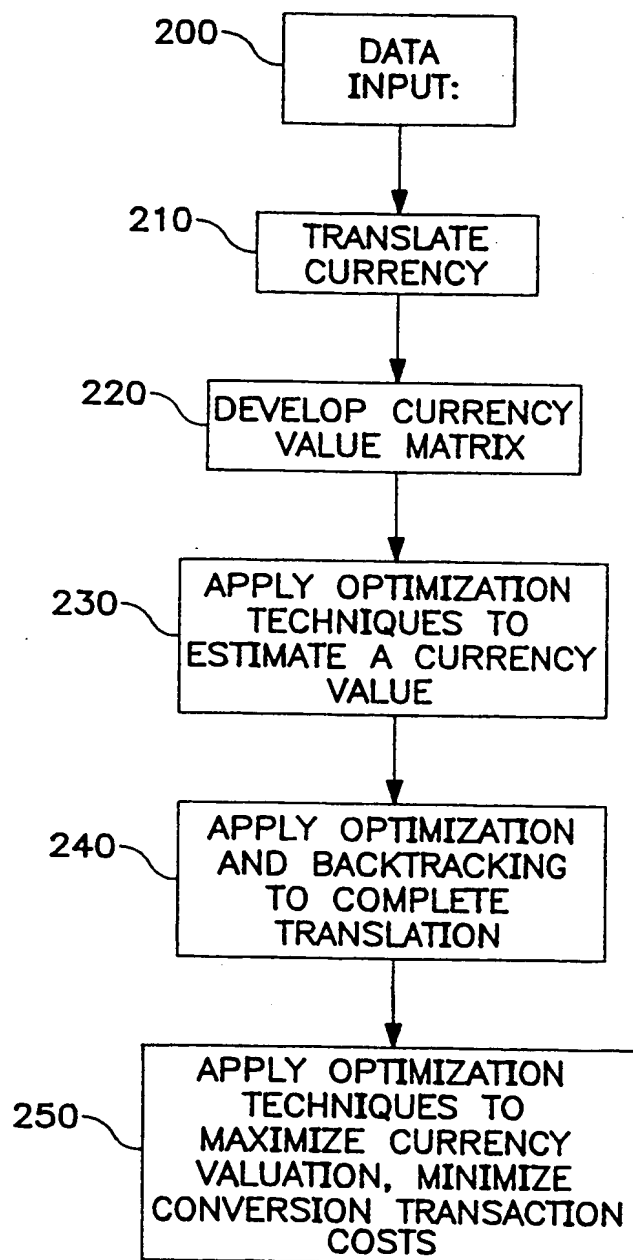 200
DATA
INPUT:
210
TRANSLATE
CURRENCY
220
DEVELOP CURRENCY
VALUE MATRIX
230
APPLY OPTIMIZATION
TECHNIQUES TO
ESTIMATE A CURRENCY
VALUE
240
APPLY OPTIMIZATION
AND BACKTRACKING
TO COMPLETE
TRANSLATION
250
APPLY OPTIMIZATION
TECHNIQUES TO
MAXIMIZE CURRENCY
VALUATION, MINIMIZE
CONVERSION TRANSACTION
COSTS